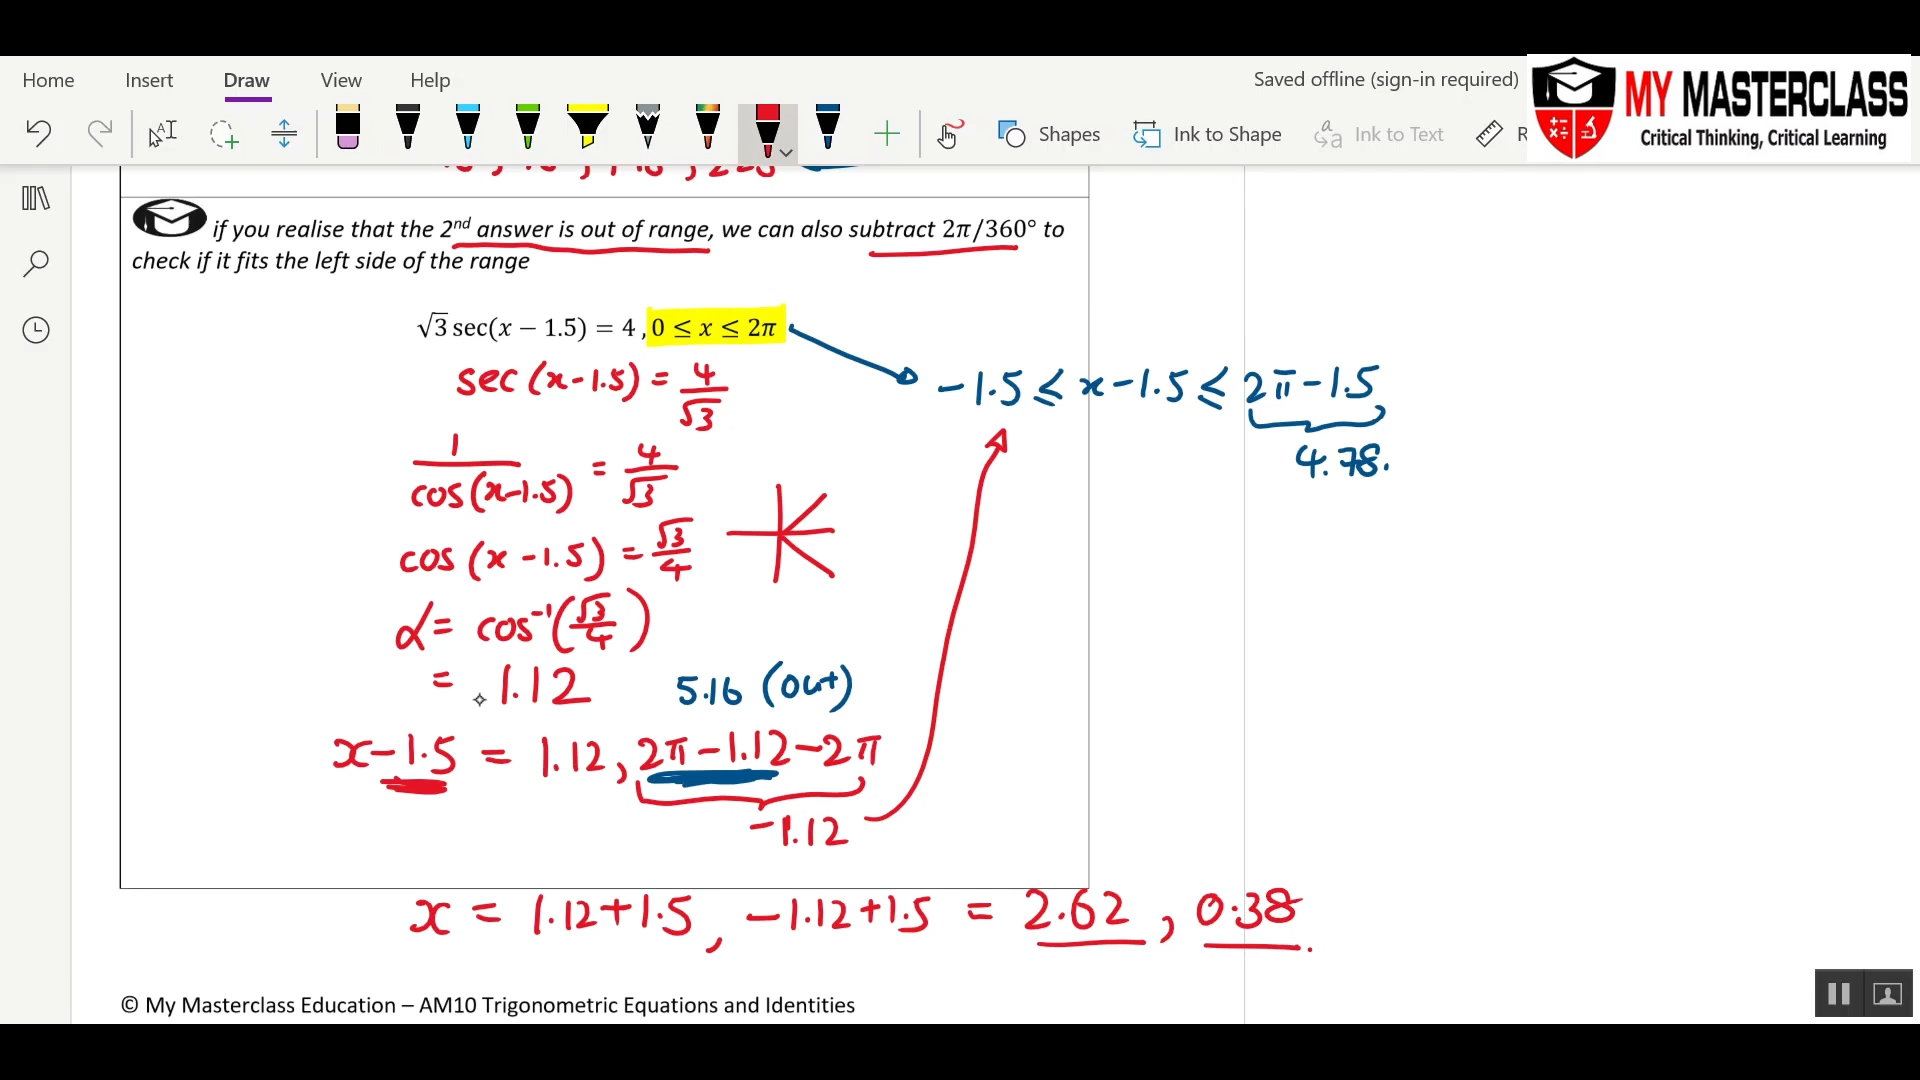 Home Insert Draw View Help
Saved offline (sign-in required)
MY MASTERCLASS
Critical Thinking, Critical Learning
Shapes Ink to Shape Ink to Text R
if you realise that the 2nd answer is out of range, we can also subtract 2π/360° to
check if it fits the left side of the range
√3 sec(x − 1.5) = 4 , 0 ≤ x ≤ 2π
sec (x-1.5) = 4/√3
-1.5 ≤ x-1.5 ≤ 2π-1.5
4.78.
1/cos(x-1.5) = 4/√3
cos (x-1.5) = √3/4
α = cos⁻¹(√3/4)
= 1.12
5.16 (out)
x-1.5 = 1.12, 2π-1.12-2π
-1.12
x = 1.12+1.5, -1.12+1.5 = 2.62, 0.38.
© My Masterclass Education – AM10 Trigonometric Equations and Identities